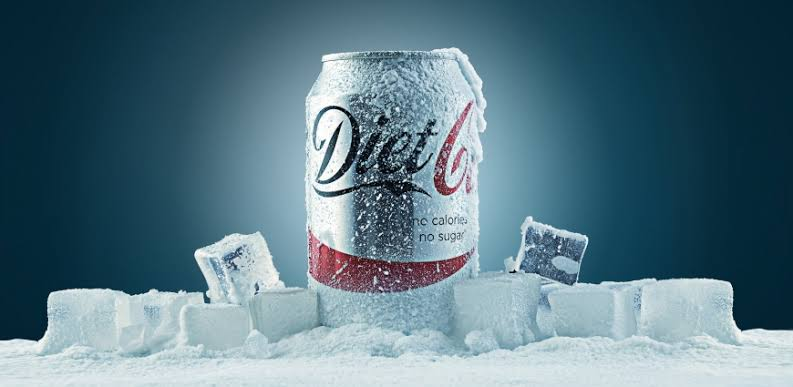 Diet C
no calories
no sugar